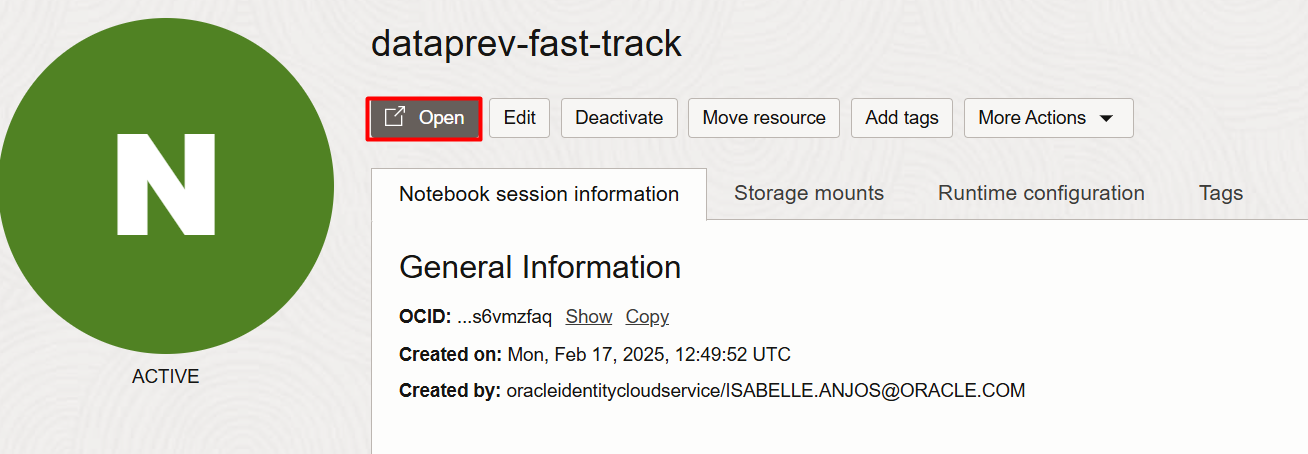 dataprev-fast-track
N
Open Edit Deactivate Move resource Add tags More Actions
Notebook session information Storage mounts Runtime configuration Tags
General Information
OCID: ...s6vmzfaq Show Copy
Created on: Mon, Feb 17, 2025, 12:49:52 UTC
ACTIVE
Created by: oracleidentitycloudservice/ISABELLE.ANJOS@ORACLE.COM